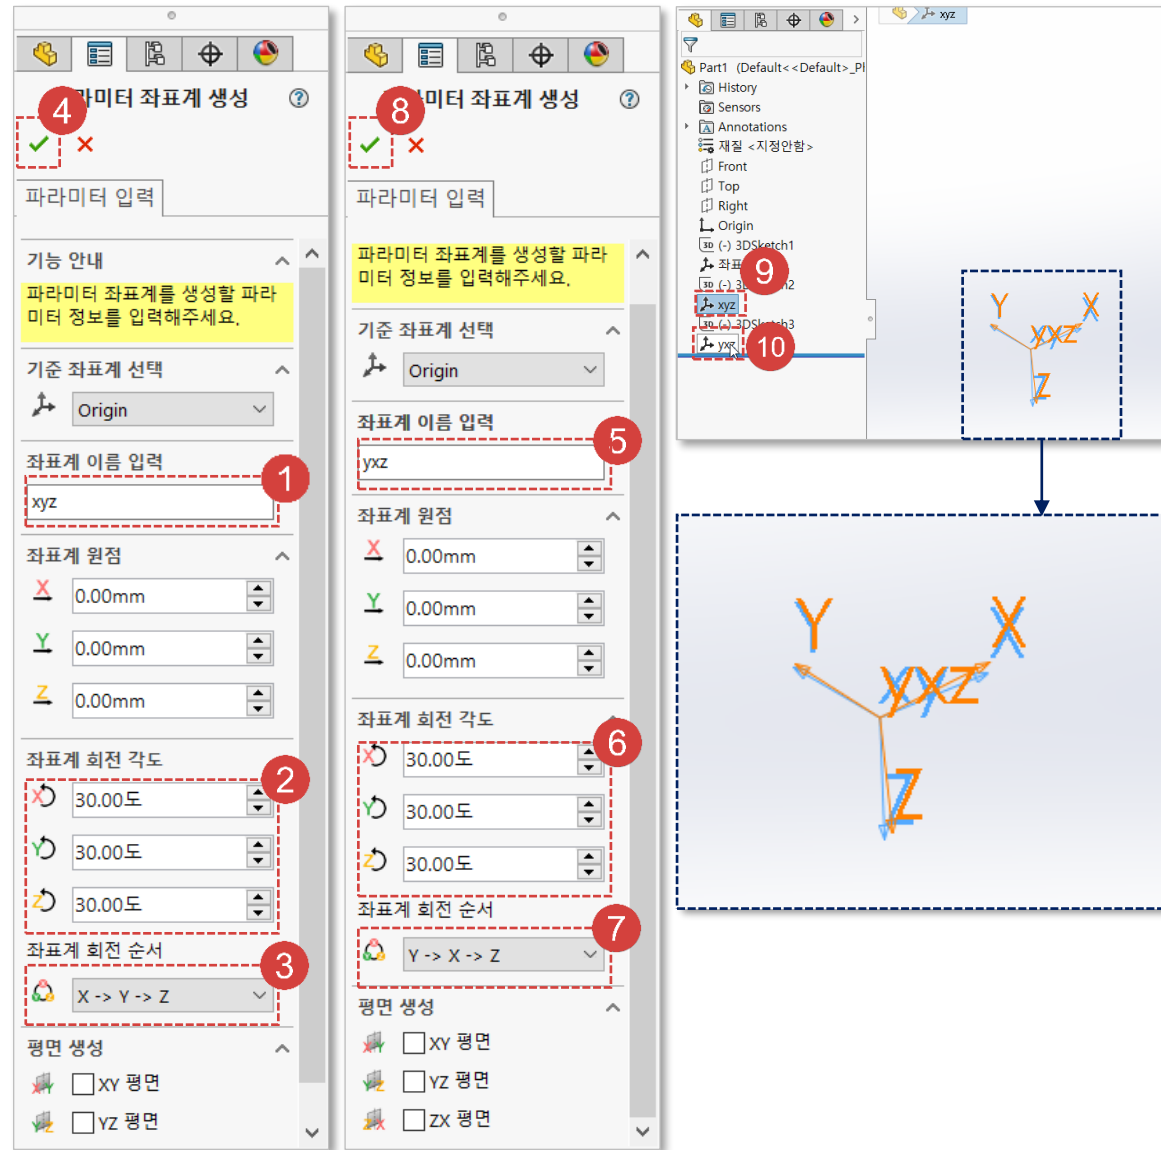 라미터 좌표계 생성
4
파라미터 입력
기능 안내
파라미터 좌표계를 생성할 파라
미터 정보를 입력해주세요.
기준 좌표계 선택
Origin
좌표계 이름 입력
1
xyz
좌표계 원점
X
0.00mm
Y
0.00mm
Z
0.00mm
좌표계 회전 각도
2
X
30.00도
Y
30.00도
Z
30.00도
좌표계 회전 순서
3
X -> Y -> Z
평면 생성
XY 평면
YZ 평면
미터 좌표계 생성
8
파라미터 입력
파라미터 좌표계를 생성할 파라
미터 정보를 입력해주세요.
기준 좌표계 선택
Origin
좌표계 이름 입력
5
yxz
좌표계 원점
X
0.00mm
Y
0.00mm
Z
0.00mm
좌표계 회전 각도
6
X
30.00도
Y
30.00도
Z
30.00도
좌표계 회전 순서
7
Y -> X -> Z
평면 생성
XY 평면
YZ 평면
ZX 평면
xyz
Part1 (Default<<Default>_Pl
History
Sensors
Annotations
재질 <지정안함>
Front
Top
Right
Origin
3D (-) 3DSketch1
좌표
9
3D (-) 3D 2
xyz
3D (-) 3DSketch3
yxz
10
Y
X
yxz
Z
Y
X
yxz
Z